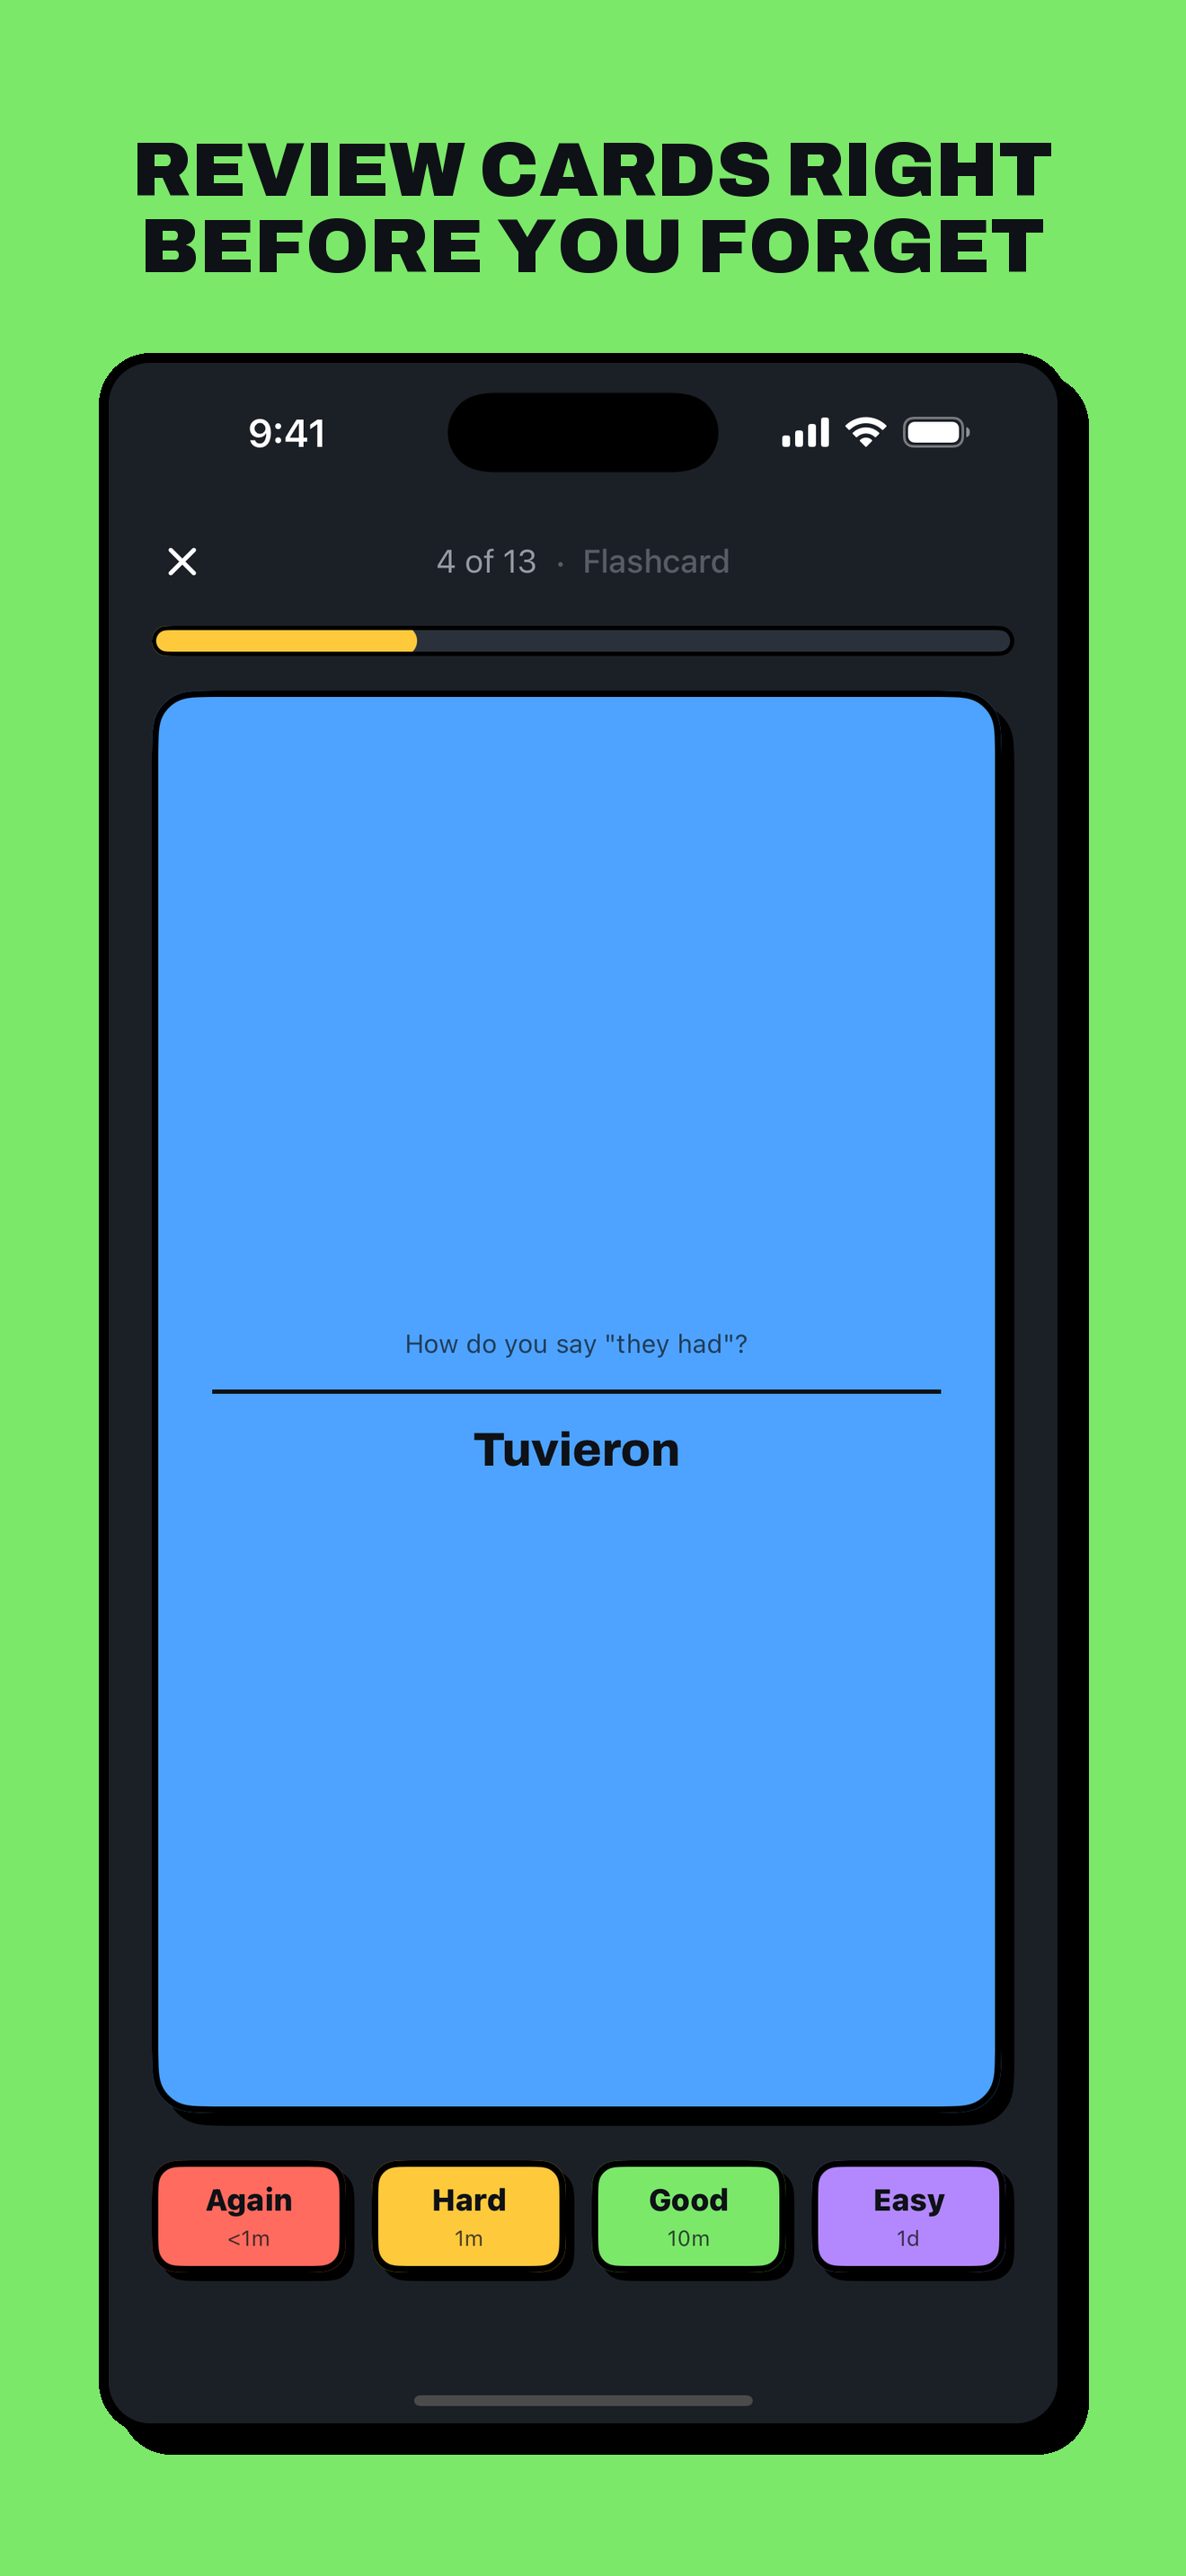 REVIEW CARDS RIGHT
BEFORE YOU FORGET
9:41
4 of 13 · Flashcard
How do you say "they had"?
Tuvieron
Again Hard Good Easy
<1m 1m 10m 1d